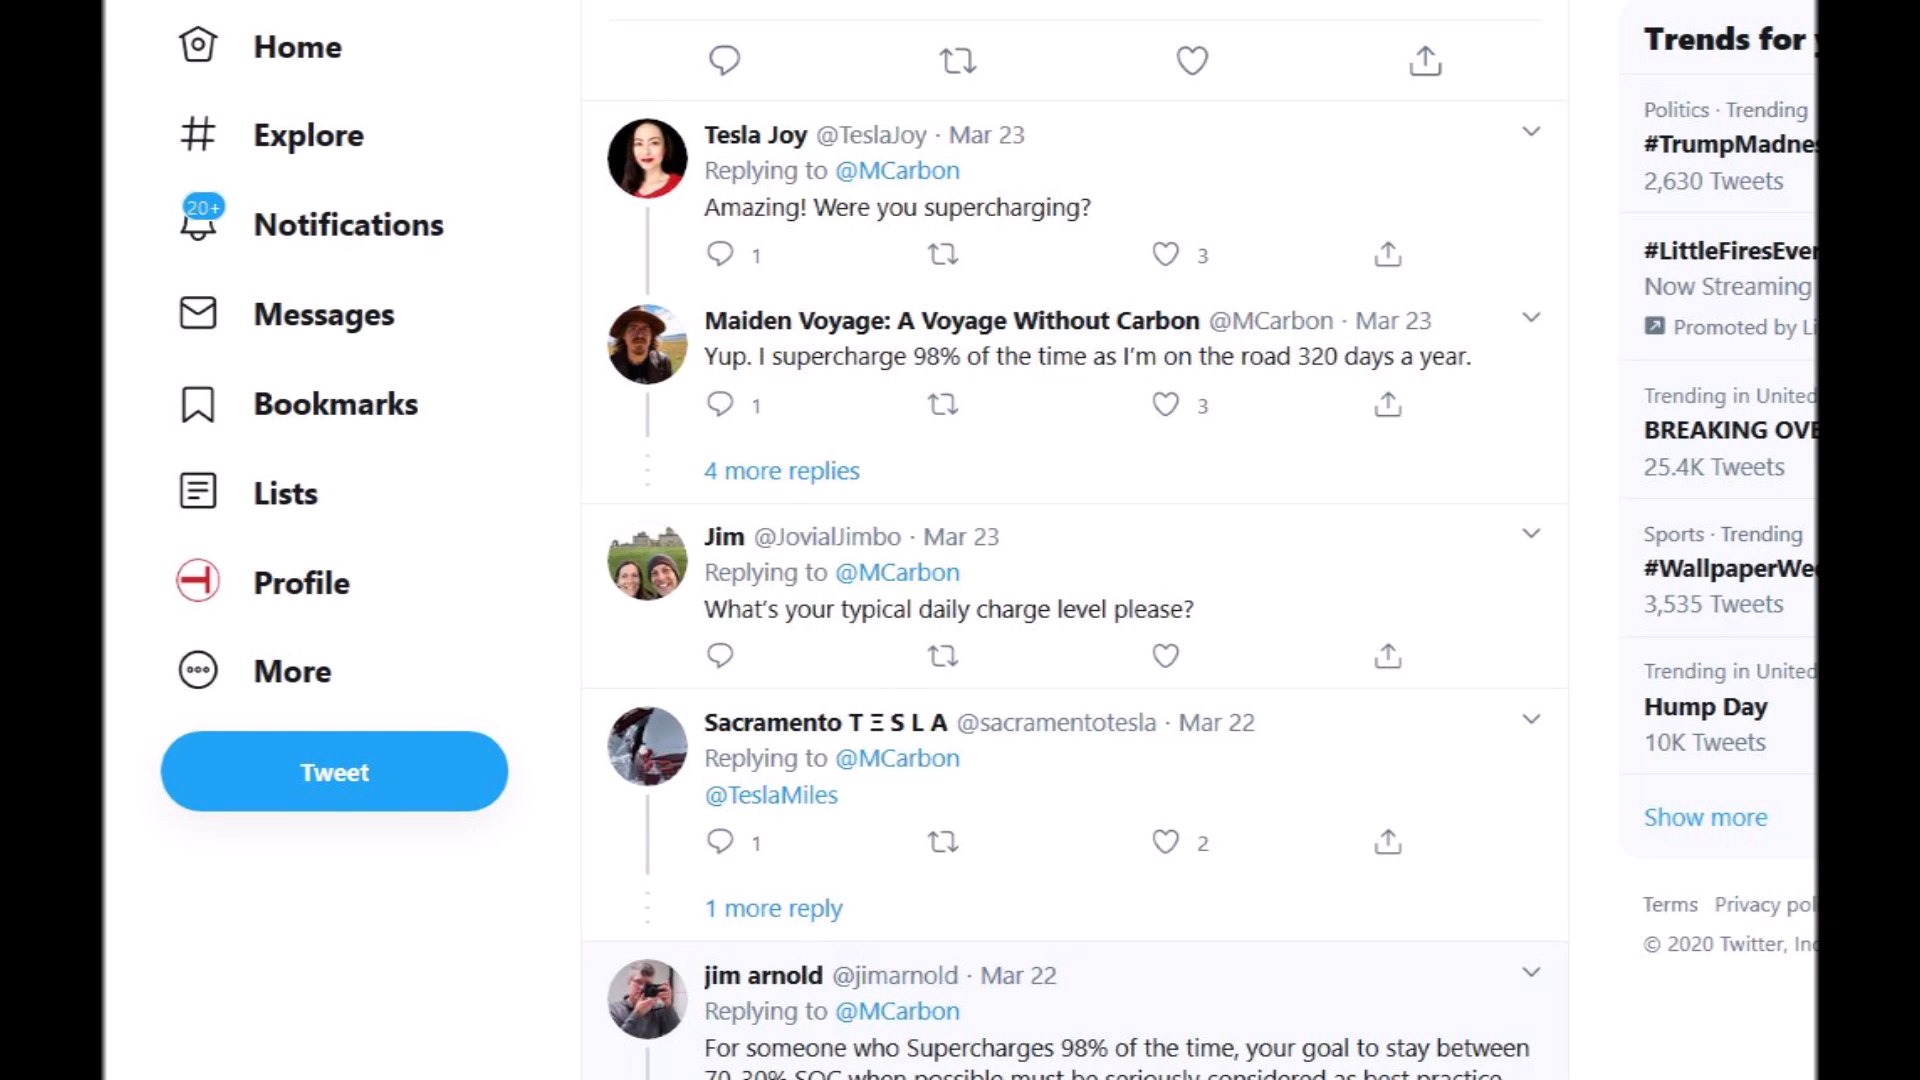 Home
Explore
20+
Notifications
Messages
Bookmarks
Lists
Profile
More
Tweet
Tesla Joy @TeslaJoy · Mar 23
Replying to @MCarbon
Amazing! Were you supercharging?
1 3
Maiden Voyage: A Voyage Without Carbon @MCarbon · Mar 23
Yup. I supercharge 98% of the time as I'm on the road 320 days a year.
1 3
4 more replies
Jim @JovialJimbo · Mar 23
Replying to @MCarbon
What's your typical daily charge level please?
Sacramento T Ξ S L A @sacramentotesla · Mar 22
Replying to @MCarbon
@TeslaMiles
1 2
1 more reply
jim arnold @jimarnold · Mar 22
Replying to @MCarbon
For someone who Supercharges 98% of the time, your goal to stay between
70-30% SOC when possible must be seriously considered as best practice
Trends for
Politics · Trending
#TrumpMadnes
2,630 Tweets
#LittleFiresEver
Now Streaming
Promoted by Li
Trending in United
BREAKING OVE
25.4K Tweets
Sports · Trending
#WallpaperWe
3,535 Tweets
Trending in United
Hump Day
10K Tweets
Show more
Terms Privacy pol
© 2020 Twitter, Inc